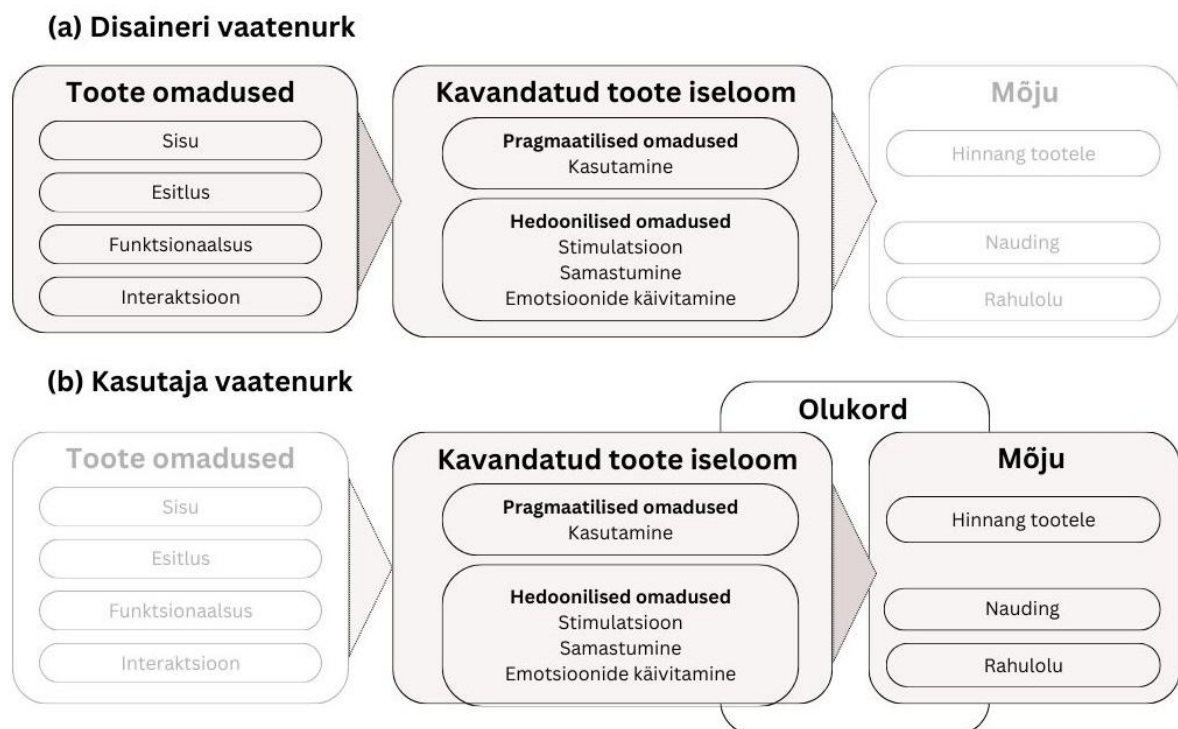 (a) Disaineri vaatenurk
Toote omadused
Sisu
Esitlus
Funktsionaalsus
Interaktsioon
Kavandatud toote iseloom
Pragmaatilised omadused
Kasutamine
Hedoonilised omadused
Stimulatsioon
Samastumine
Emotsioonide käivitamine
Mõju
Hinnang tootele
Nauding
Rahulolu
(b) Kasutaja vaatenurk
Toote omadused
Sisu
Esitlus
Funktsionaalsus
Interaktsioon
Olukord
Kavandatud toote iseloom
Pragmaatilised omadused
Kasutamine
Hedoonilised omadused
Stimulatsioon
Samastumine
Emotsioonide käivitamine
Mõju
Hinnang tootele
Nauding
Rahulolu